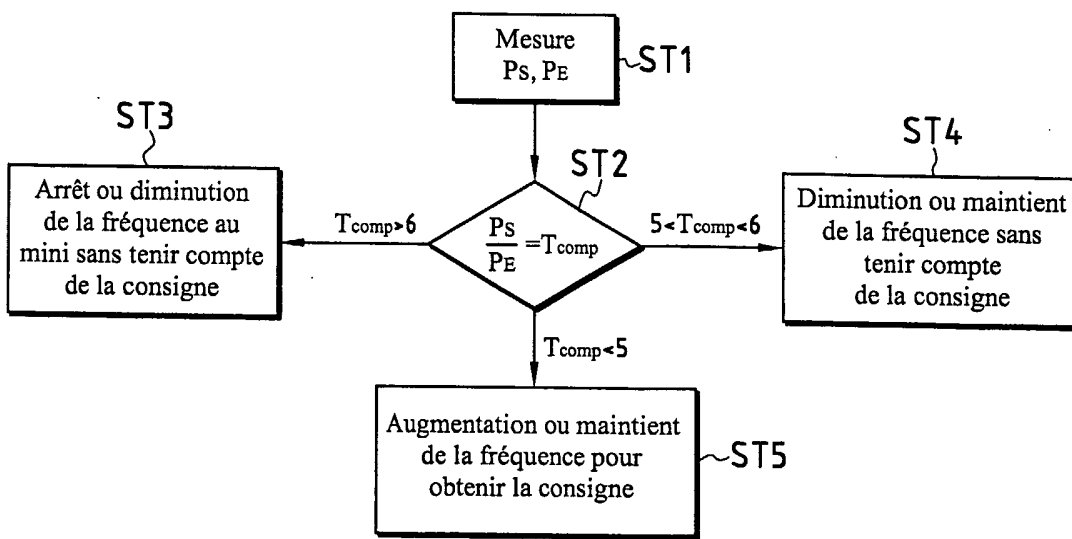 Mesure
Ps, PE
ST1
ST3
ST2
ST4
Arrêt ou diminution
de la fréquence au
mini sans tenir compte
de la consigne
Tcomp>6
Ps
PE
=Tcomp
5<Tcomp<6
Diminution ou maintient
de la fréquence sans
tenir compte
de la consigne
Tcomp<5
Augmentation ou maintient
de la fréquence pour
obtenir la consigne
ST5